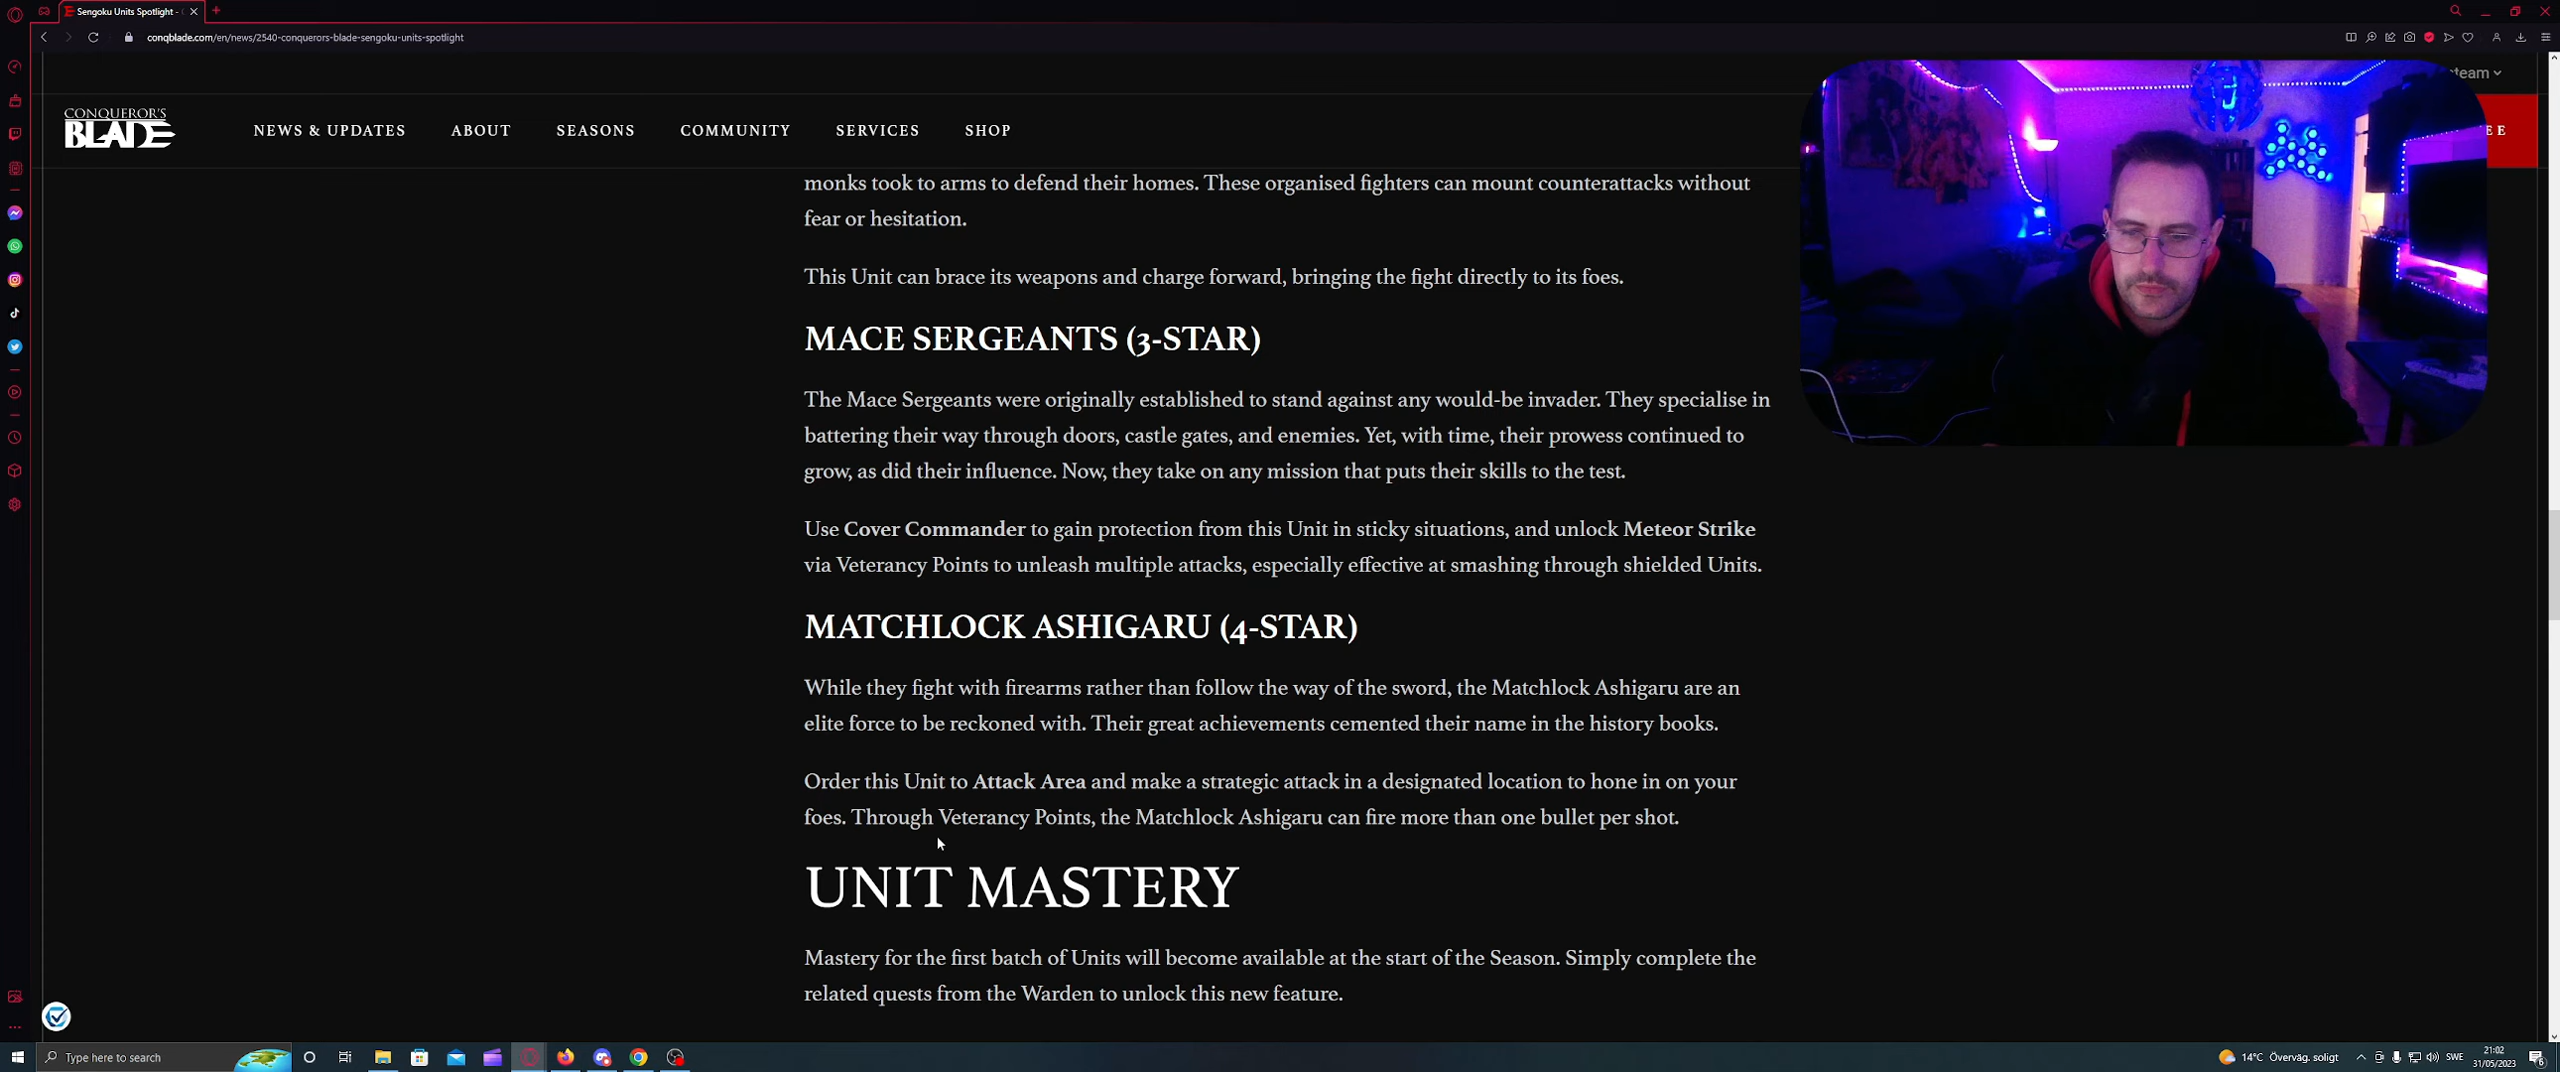 Sengoku Units Spotlight -
conqblade.com/en/news/2540-conquerors-blade-sengoku-units-spotlight
team
CONQUEROR'S
BLADE
NEWS & UPDATES
ABOUT
SEASONS
COMMUNITY
SERVICES
SHOP
EE
monks took to arms to defend their homes. These organised fighters can mount counterattacks without
fear or hesitation.
This Unit can brace its weapons and charge forward, bringing the fight directly to its foes.
MACE SERGEANTS (3-STAR)
The Mace Sergeants were originally established to stand against any would-be invader. They specialise in
battering their way through doors, castle gates, and enemies. Yet, with time, their prowess continued to
grow, as did their influence. Now, they take on any mission that puts their skills to the test.
Use Cover Commander to gain protection from this Unit in sticky situations, and unlock Meteor Strike
via Veterancy Points to unleash multiple attacks, especially effective at smashing through shielded Units.
MATCHLOCK ASHIGARU (4-STAR)
While they fight with firearms rather than follow the way of the sword, the Matchlock Ashigaru are an
elite force to be reckoned with. Their great achievements cemented their name in the history books.
Order this Unit to Attack Area and make a strategic attack in a designated location to hone in on your
foes. Through Veterancy Points, the Matchlock Ashigaru can fire more than one bullet per shot.
UNIT MASTERY
Mastery for the first batch of Units will become available at the start of the Season. Simply complete the
related quests from the Warden to unlock this new feature.
Type here to search
14°C Överväg. soligt
SWE
21:02
31/05/2023
6